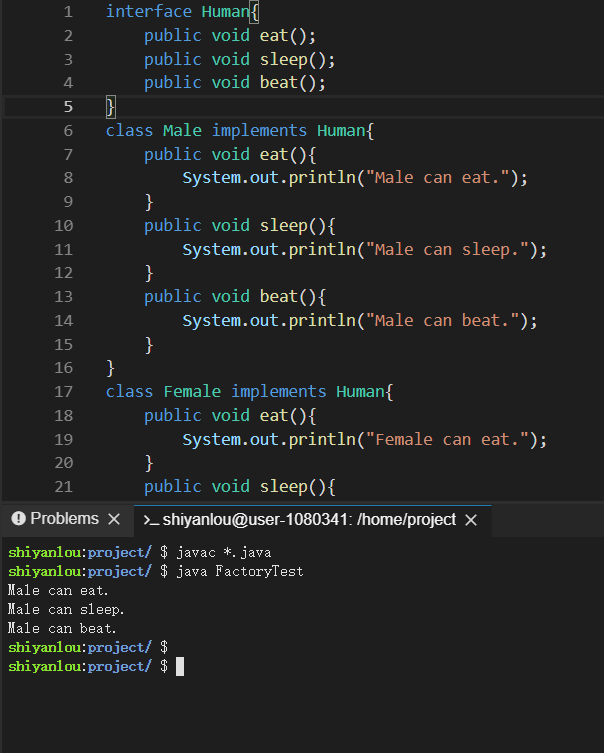 1 interface Human{
2 public void eat();
3 public void sleep();
4 public void beat();
5 }
6 class Male implements Human{
7 public void eat(){
8 System.out.println("Male can eat.");
9 }
10 public void sleep(){
11 System.out.println("Male can sleep.");
12 }
13 public void beat(){
14 System.out.println("Male can beat.");
15 }
16 }
17 class Female implements Human{
18 public void eat(){
19 System.out.println("Female can eat.");
20 }
21 public void sleep(){
Problems × >_ shiyanlou@user-1080341: /home/project ×
shiyanlou:project/ $ javac *.java
shiyanlou:project/ $ java FactoryTest
Male can eat.
Male can sleep.
Male can beat.
shiyanlou:project/ $
shiyanlou:project/ $